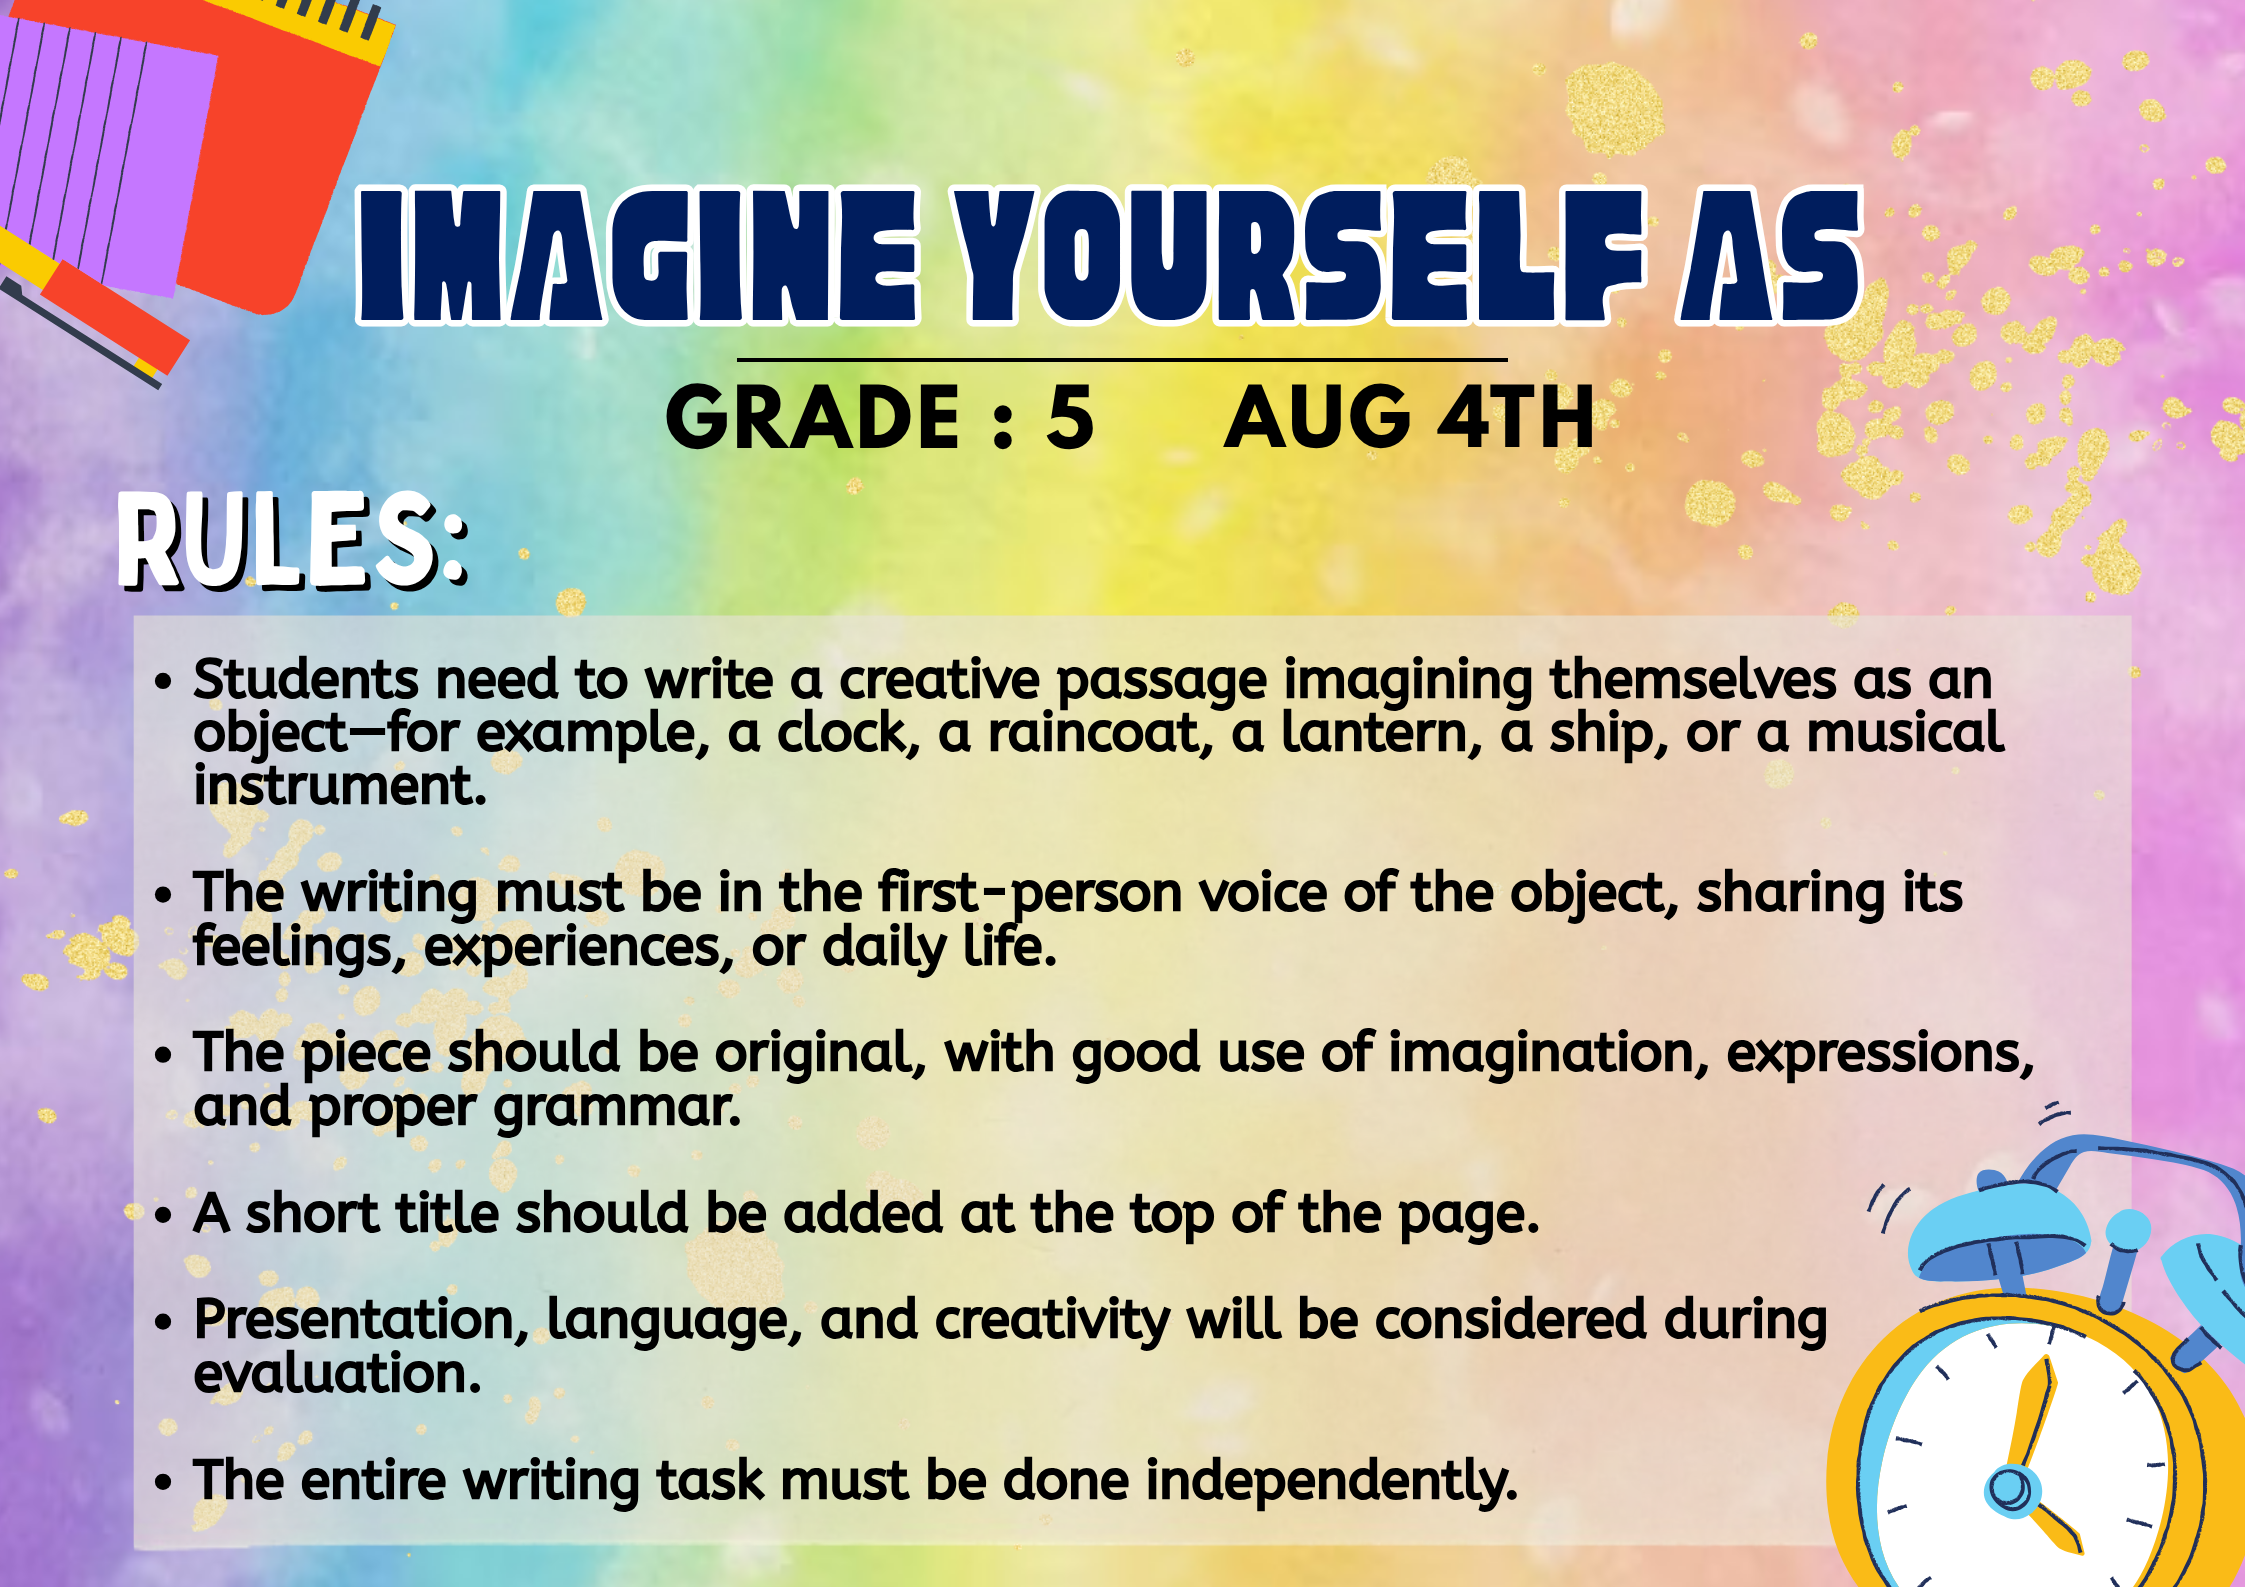 IMAGINE YOURSELF AS
GRADE : 5 AUG 4TH
RULES:
• Students need to write a creative passage imagining themselves as an
object—for example, a clock, a raincoat, a lantern, a ship, or a musical
instrument.
• The writing must be in the first-person voice of the object, sharing its
feelings, experiences, or daily life.
• The piece should be original, with good use of imagination, expressions,
and proper grammar.
• A short title should be added at the top of the page.
• Presentation, language, and creativity will be considered during
evaluation.
• The entire writing task must be done independently.